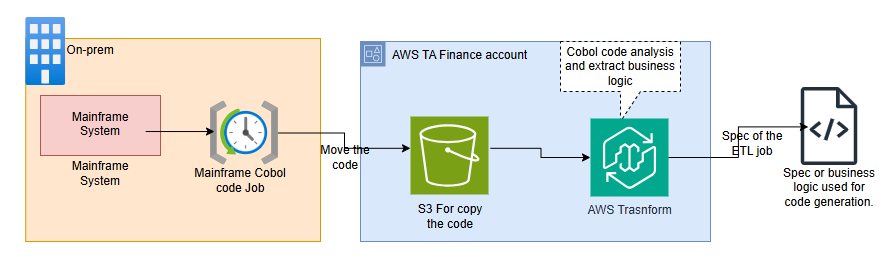 On-prem
Mainframe
System
Mainframe
System
Mainframe Cobol
code Job
Move the
code
AWS TA Finance account
Cobol code analysis
and extract business
logic
S3 For copy
the code
AWS Trasnform
Spec of the
ETL job
Spec or business
logic used for
code generation.